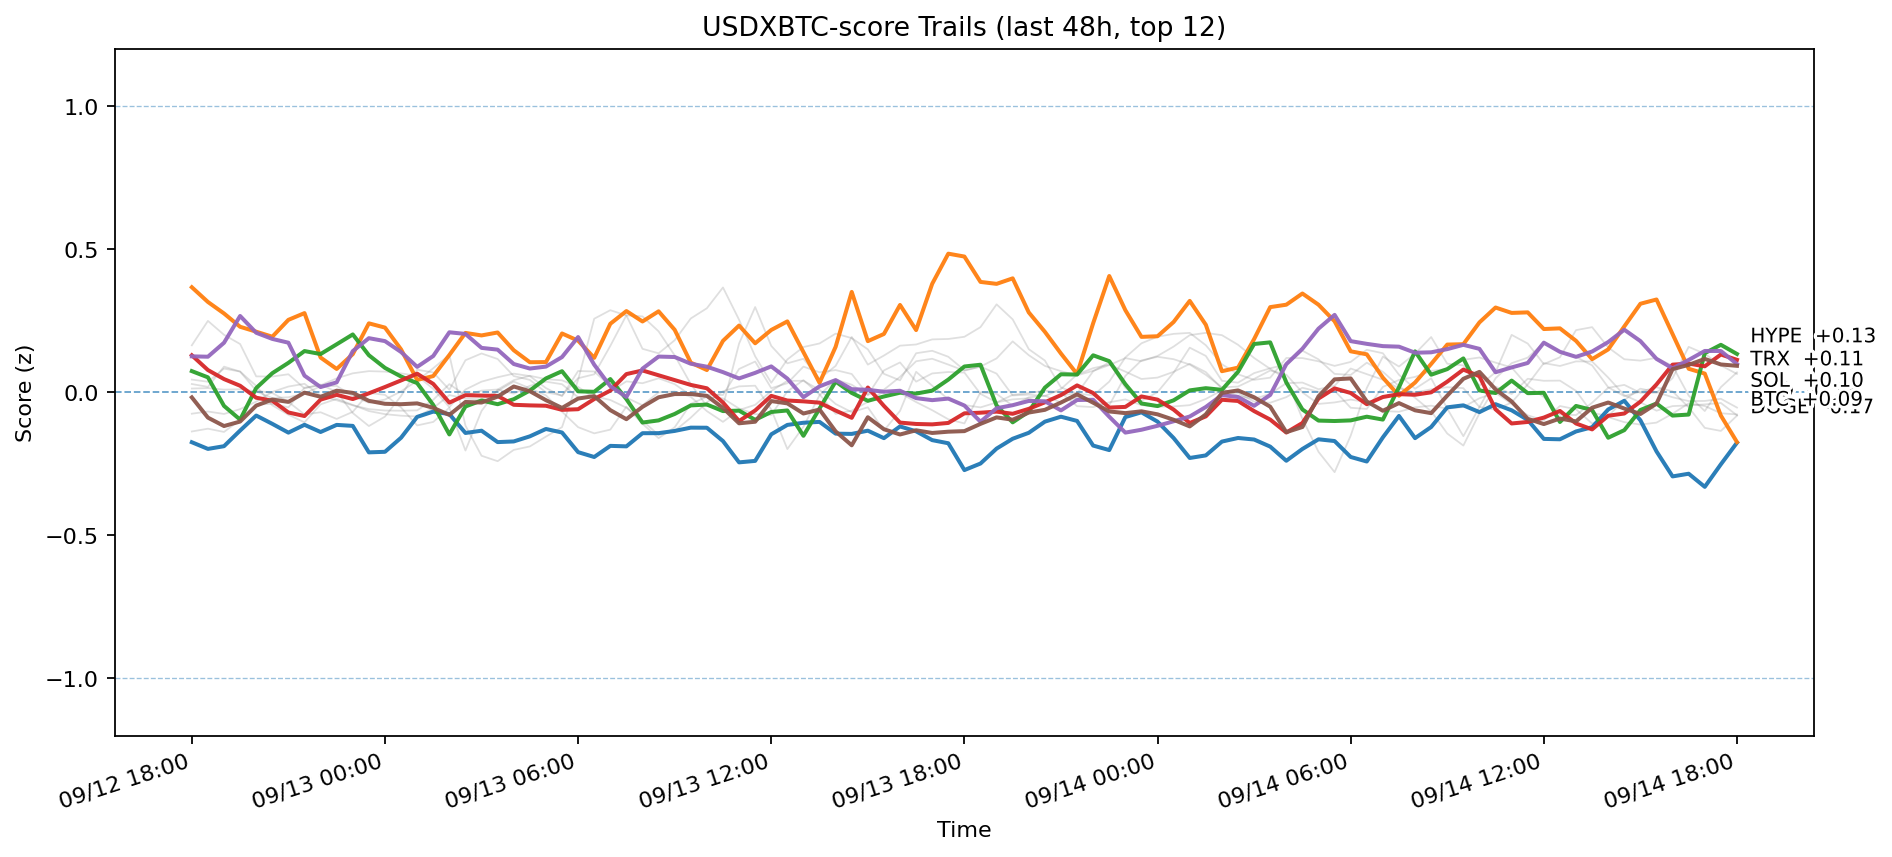 USDXBTC-score Trails (last 48h, top 12)
Score (z)
1.0
0.5
0.0
−0.5
−1.0
HYPE +0.13
TRX +0.11
SOL +0.10
BTC +0.09
DOGE
09/12 18:00
09/13 00:00
09/13 06:00
09/13 12:00
09/13 18:00
09/14 00:00
09/14 06:00
09/14 12:00
09/14 18:00
Time